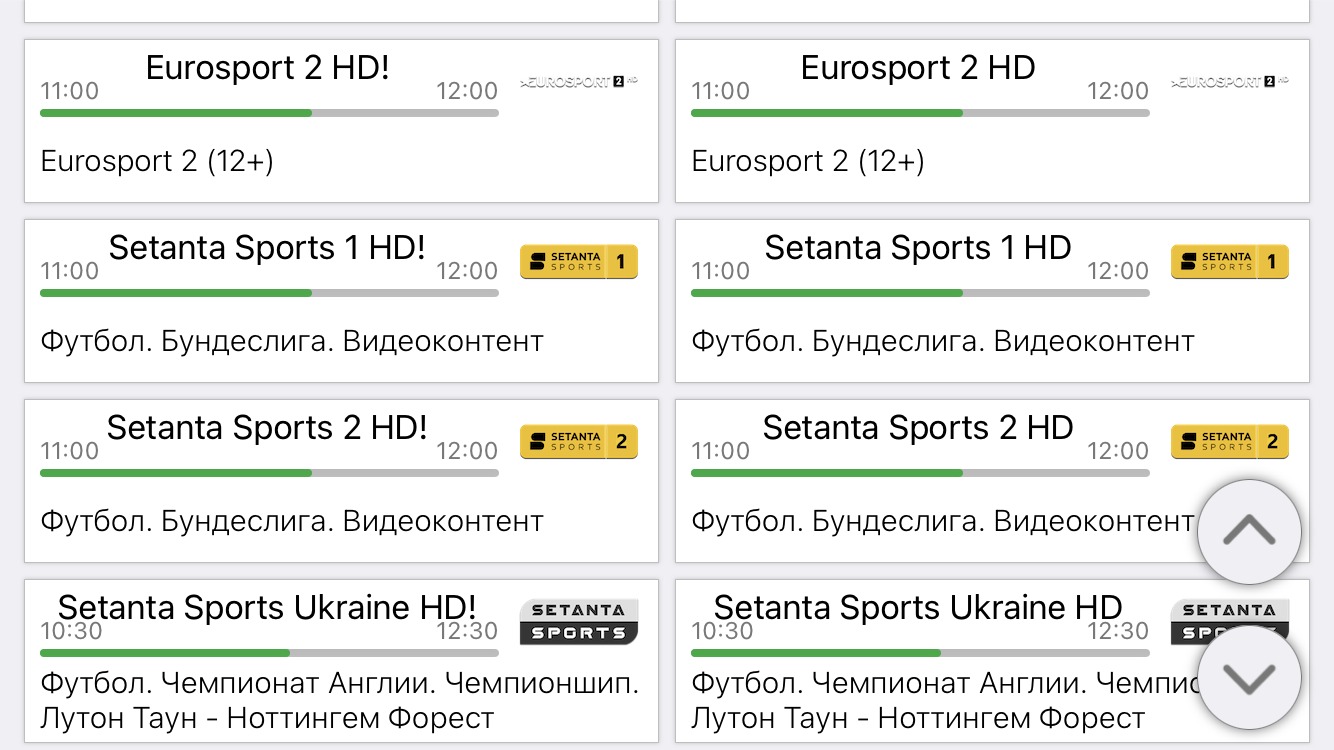 Eurosport 2 HD!
11:00
12:00
EUROSPORT 2 HD
Eurosport 2 (12+)
Eurosport 2 HD
11:00
12:00
EUROSPORT 2 HD
Eurosport 2 (12+)
Setanta Sports 1 HD!
11:00
12:00
SETANTA
SPORTS
1
Футбол. Бундеслига. Видеоконтент
Setanta Sports 1 HD
11:00
12:00
SETANTA
SPORTS
1
Футбол. Бундеслига. Видеоконтент
Setanta Sports 2 HD!
11:00
12:00
SETANTA
SPORTS
2
Футбол. Бундеслига. Видеоконтент
Setanta Sports 2 HD
11:00
12:00
SETANTA
SPORTS
2
Футбол. Бундеслига. Видеоконтент
Setanta Sports Ukraine HD!
10:30
12:30
SETANTA
SPORTS
Футбол. Чемпионат Англии. Чемпионшип.
Лутон Таун - Ноттингем Форест
Setanta Sports Ukraine HD
10:30
12:30
SETANTA
Футбол. Чемпионат Англии.
Лутон Таун - Ноттингем Форест